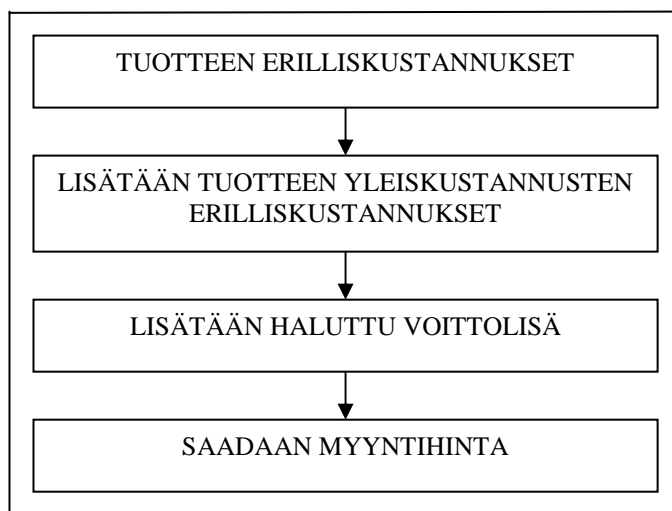 TUOTTEEN ERILLISKUSTANNUKSET
LISÄTÄÄN TUOTTEEN YLEISKUSTANNUSTEN
ERILLISKUSTANNUKSET
LISÄTÄÄN HALUTTU VOITTOLISÄ
SAADAAN MYYNTIHINTA